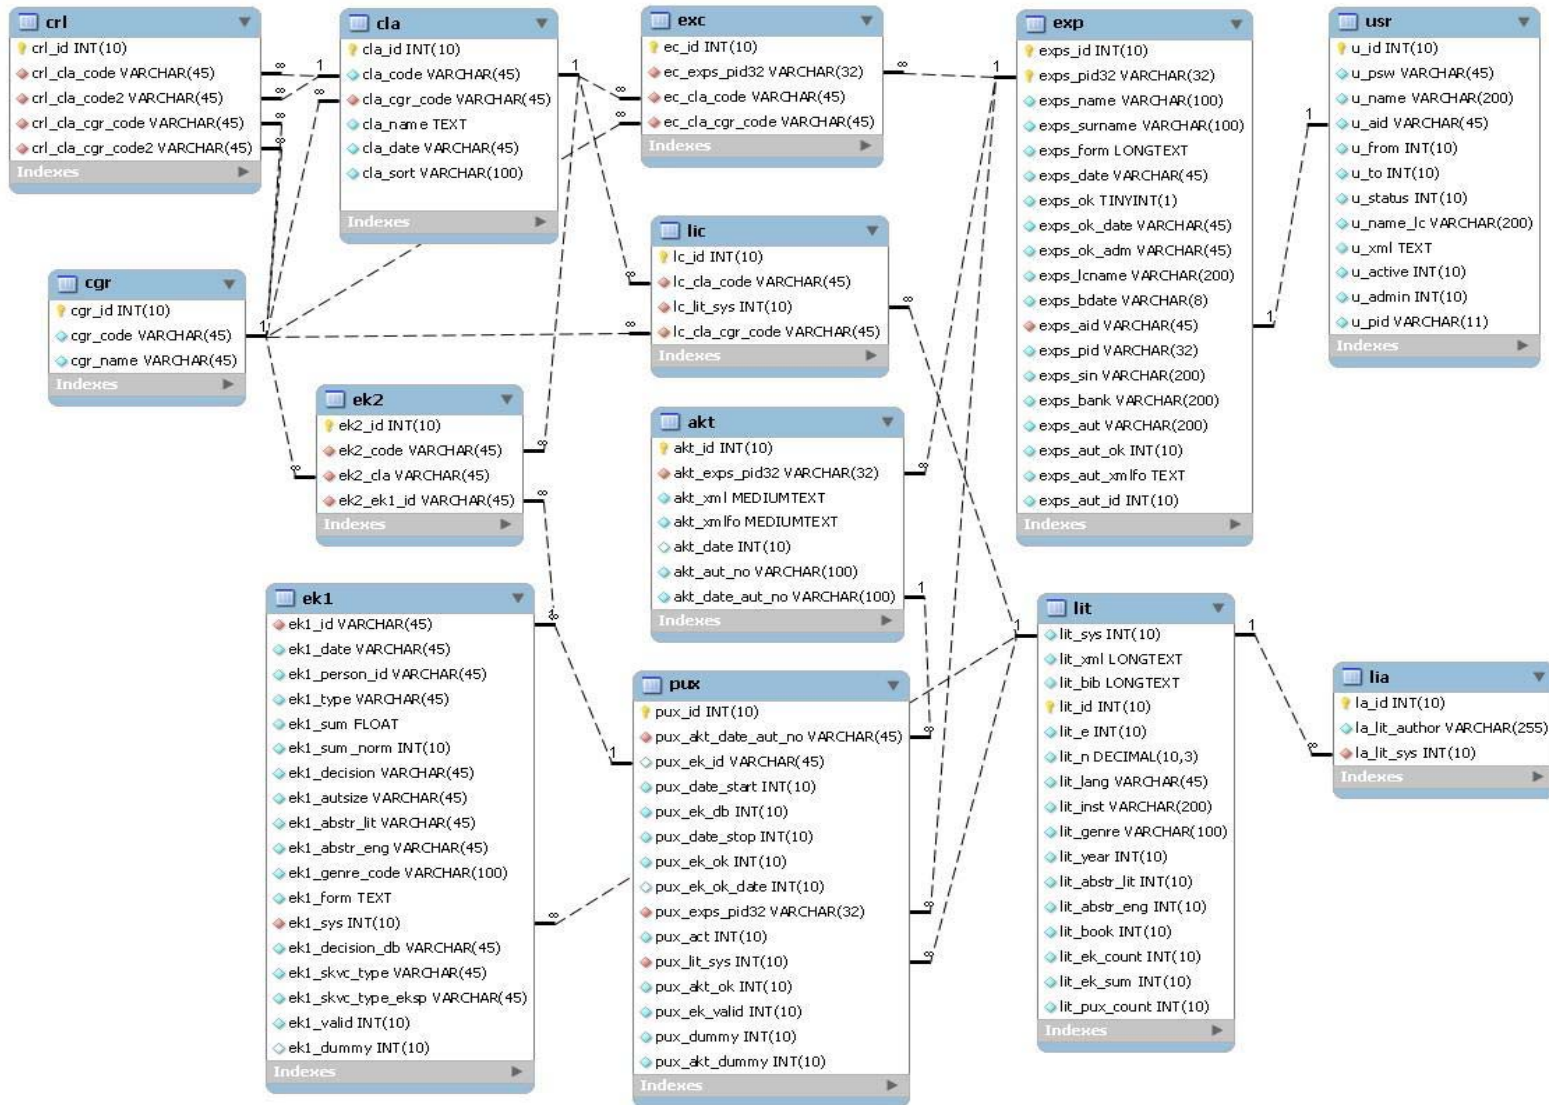 crl
crl_id INT(10)
crl_cla_code VARCHAR(45)
crl_cla_code2 VARCHAR(45)
crl_cla_cgr_code VARCHAR(45)
crl_cla_cgr_code2 VARCHAR(45)
Indexes
cla
cla_id INT(10)
cla_code VARCHAR(45)
cla_cgr_code VARCHAR(45)
cla_name TEXT
cla_date VARCHAR(45)
cla_sort VARCHAR(100)
Indexes
exc
ec_id INT(10)
ec_exps_pid32 VARCHAR(32)
ec_cla_code VARCHAR(45)
ec_cla_cgr_code VARCHAR(45)
Indexes
exp
exps_id INT(10)
exps_pid32 VARCHAR(32)
exps_name VARCHAR(100)
exps_surname VARCHAR(100)
exps_form LONGTEXT
exps_date VARCHAR(45)
exps_ok TINYINT(1)
exps_ok_date VARCHAR(45)
exps_ok_adm VARCHAR(45)
exps_lcname VARCHAR(200)
exps_bdate VARCHAR(8)
exps_aid VARCHAR(45)
exps_pid VARCHAR(32)
exps_sin VARCHAR(200)
exps_bank VARCHAR(200)
exps_aut VARCHAR(200)
exps_aut_ok INT(10)
exps_aut_xmlfo TEXT
exps_aut_id INT(10)
Indexes
usr
u_id INT(10)
u_psw VARCHAR(45)
u_name VARCHAR(200)
u_aid VARCHAR(45)
u_from INT(10)
u_to INT(10)
u_status INT(10)
u_name_lc VARCHAR(200)
u_xml TEXT
u_active INT(10)
u_admin INT(10)
u_pid VARCHAR(11)
Indexes
cgr
cgr_id INT(10)
cgr_code VARCHAR(45)
cgr_name VARCHAR(45)
Indexes
lic
lc_id INT(10)
lc_cla_code VARCHAR(45)
lc_lit_sys INT(10)
lc_cla_cgr_code VARCHAR(45)
Indexes
ek2
ek2_id INT(10)
ek2_code VARCHAR(45)
ek2_cla VARCHAR(45)
ek2_ek1_id VARCHAR(45)
Indexes
akt
akt_id INT(10)
akt_exps_pid32 VARCHAR(32)
akt_xml MEDIUMTEXT
akt_xmlfo MEDIUMTEXT
akt_date INT(10)
akt_aut_no VARCHAR(100)
akt_date_aut_no VARCHAR(100)
Indexes
ek1
ek1_id VARCHAR(45)
ek1_date VARCHAR(45)
ek1_person_id VARCHAR(45)
ek1_type VARCHAR(45)
ek1_sum FLOAT
ek1_sum_norm INT(10)
ek1_decision VARCHAR(45)
ek1_autsize VARCHAR(45)
ek1_abstr_lit VARCHAR(45)
ek1_abstr_eng VARCHAR(45)
ek1_genre_code VARCHAR(100)
ek1_form TEXT
ek1_sys INT(10)
ek1_decision_db VARCHAR(45)
ek1_skvc_type VARCHAR(45)
ek1_skvc_type_eksp VARCHAR(45)
ek1_valid INT(10)
ek1_dummy INT(10)
Indexes
pux
pux_id INT(10)
pux_akt_date_aut_no VARCHAR(45)
pux_ek_id VARCHAR(45)
pux_date_start INT(10)
pux_ek_db INT(10)
pux_date_stop INT(10)
pux_ek_ok INT(10)
pux_ek_ok_date INT(10)
pux_exps_pid32 VARCHAR(32)
pux_act INT(10)
pux_lit_sys INT(10)
pux_akt_ok INT(10)
pux_ek_valid INT(10)
pux_dummy INT(10)
pux_akt_dummy INT(10)
Indexes
lit
lit_sys INT(10)
lit_xml LONGTEXT
lit_bib LONGTEXT
lit_id INT(10)
lit_e INT(10)
lit_n DECIMAL(10,3)
lit_lang VARCHAR(45)
lit_inst VARCHAR(200)
lit_genre VARCHAR(100)
lit_year INT(10)
lit_abstr_lit INT(10)
lit_abstr_eng INT(10)
lit_book INT(10)
lit_ek_count INT(10)
lit_ek_sum INT(10)
lit_pux_count INT(10)
Indexes
lia
la_id INT(10)
la_lit_author VARCHAR(255)
la_lit_sys INT(10)
Indexes